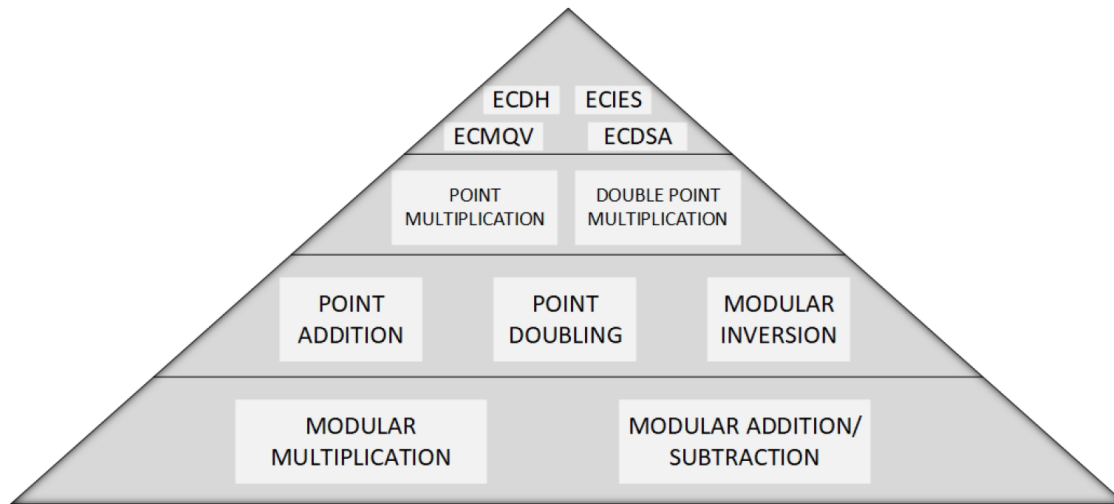 ECDH ECIES
ECMQV ECDSA
POINT
MULTIPLICATION
DOUBLE POINT
MULTIPLICATION
POINT
ADDITION
POINT
DOUBLING
MODULAR
INVERSION
MODULAR
MULTIPLICATION
MODULAR ADDITION/
SUBTRACTION